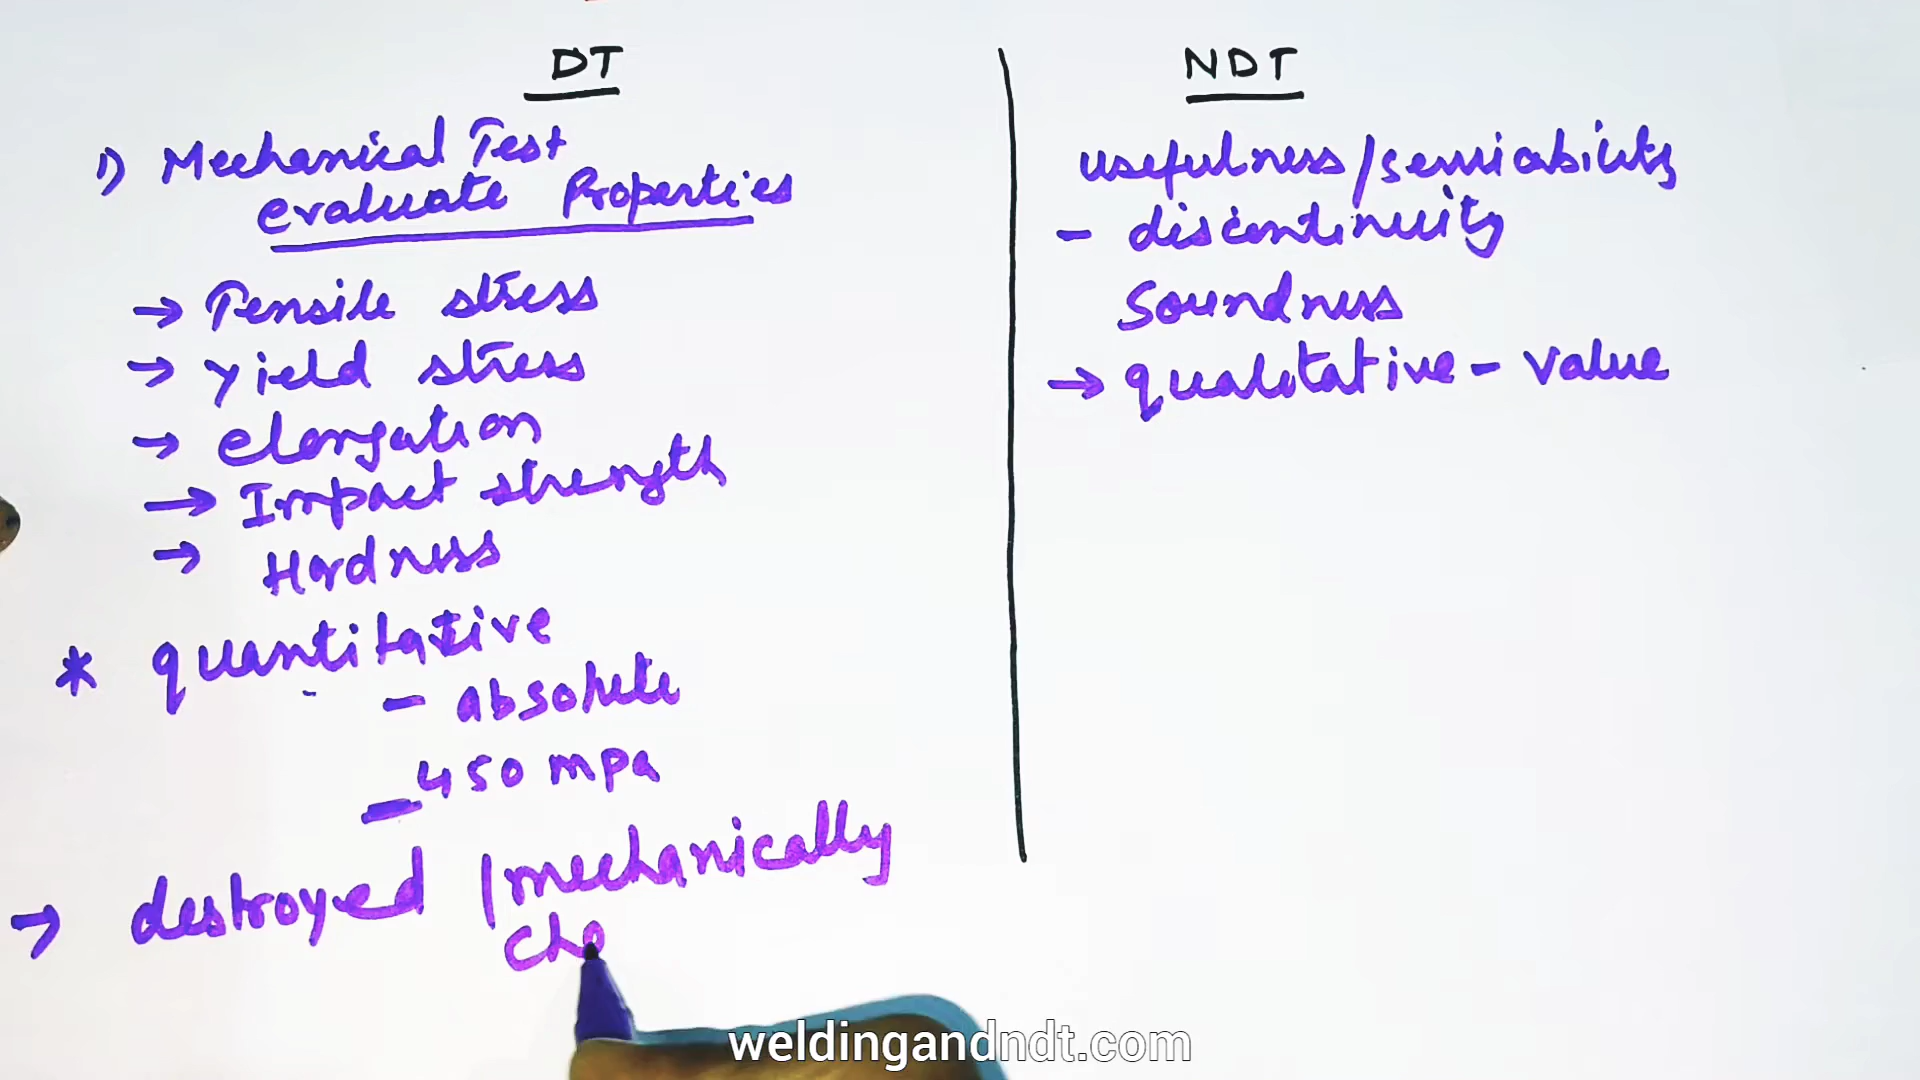 DT
1) Mechanical Test
evaluate Properties
→ Tensile stress
→ yield stress
→ elongation
→ Impact strength
→ Hardness
* quantitative
- absolute
- 450 mpa
→ destroyed / mechanically
Che
NDT
usefulness/serviability
- discontinuity
Soundness
→ qualitative - value
weldingandndt.com